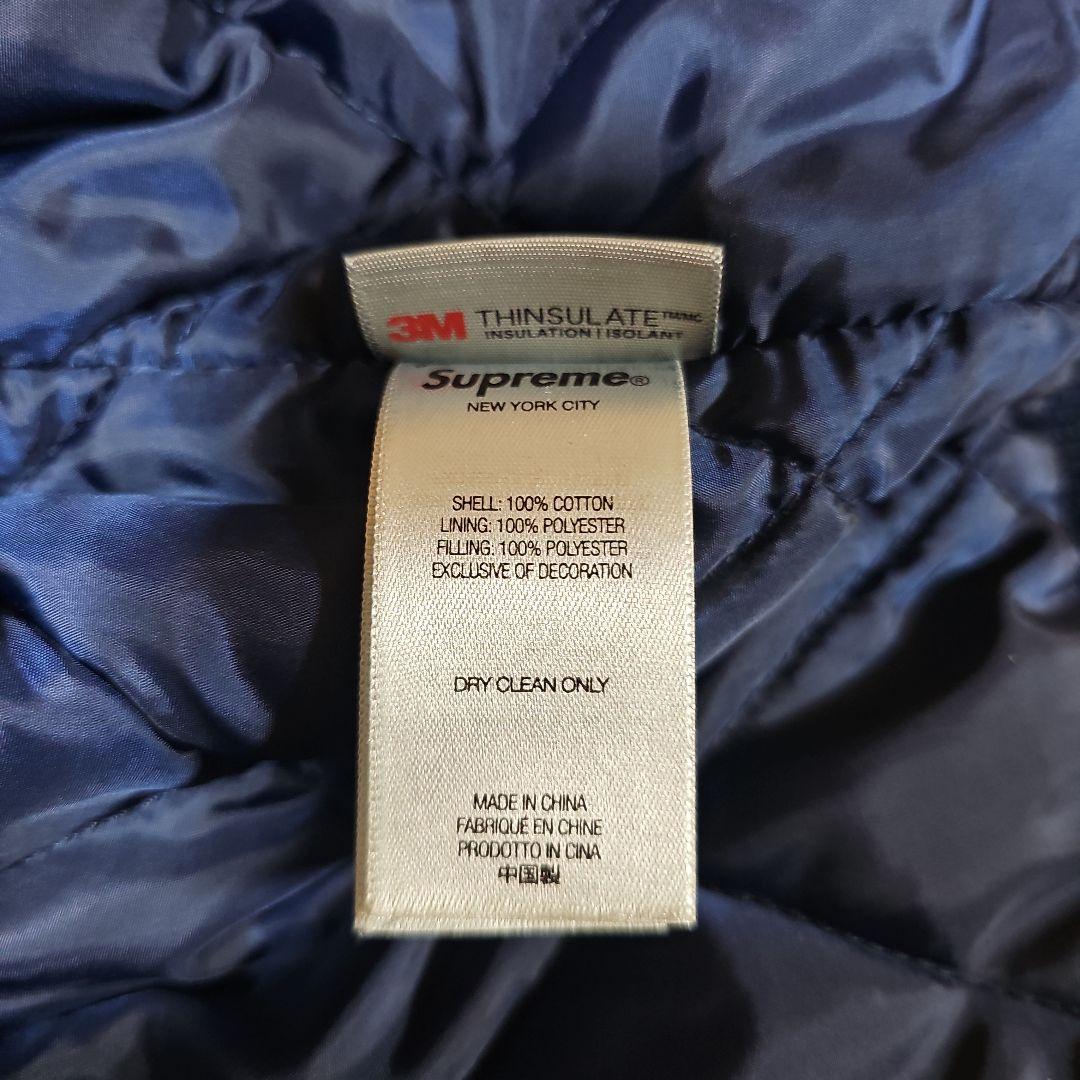 3M THINSULATE™/MC
INSULATION | ISOLANT
Supreme®
NEW YORK CITY
SHELL: 100% COTTON
LINING: 100% POLYESTER
FILLING: 100% POLYESTER
EXCLUSIVE OF DECORATION
DRY CLEAN ONLY
MADE IN CHINA
FABRIQUÉ EN CHINE
PRODOTTO IN CINA
中国製